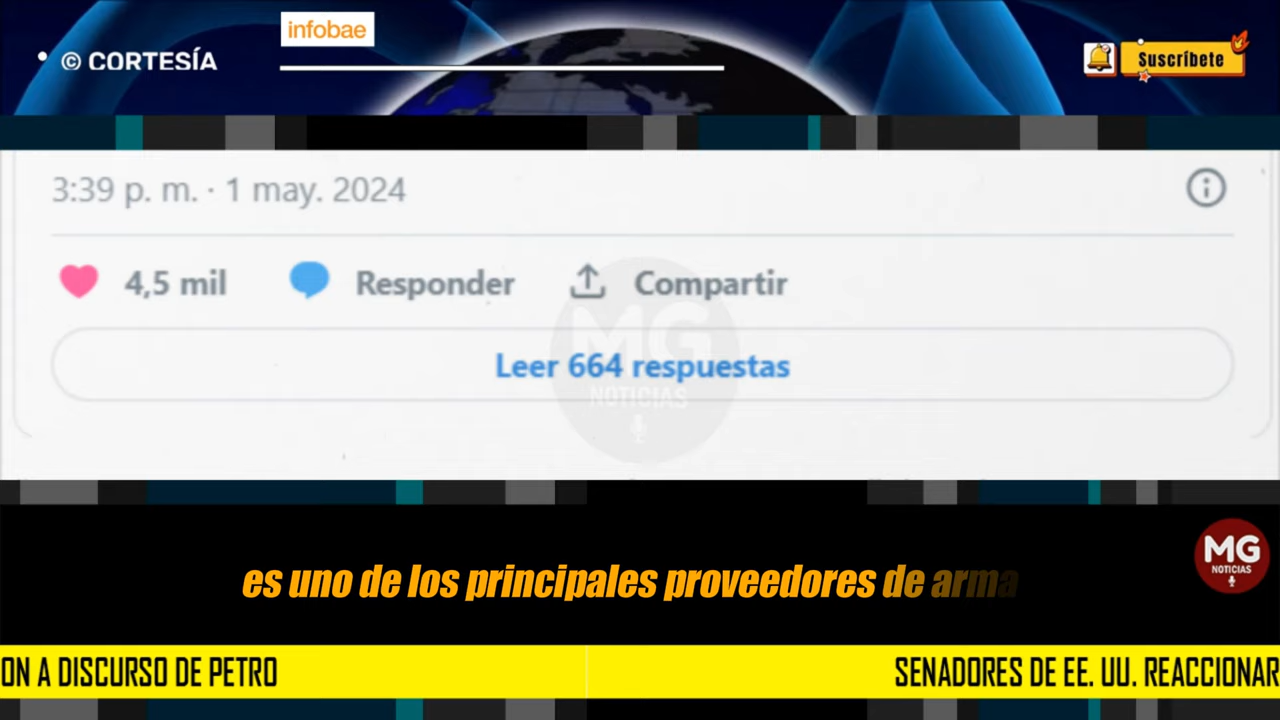 infobae
© CORTESÍA
Suscríbete
3:39 p. m. · 1 may. 2024
4,5 mil Responder Compartir
Leer 664 respuestas
MG
NOTICIAS
es uno de los principales proveedores de arma
MG
NOTICIAS
ON A DISCURSO DE PETRO SENADORES DE EE. UU. REACCIONAR